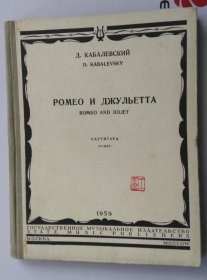 Д. КАБАЛЕВСКИЙ
D. KABALEVSKY
РОМЕО И ДЖУЛЬЕТТА
ROMEO AND JULIET
ПАРТИТУРА
SCORE
1959
ГОСУДАРСТВЕННОЕ МУЗЫКАЛЬНОЕ ИЗДАТЕЛЬСТВО
STATE MUSIC PUBLISHERS
МОСКВА MOSCOW